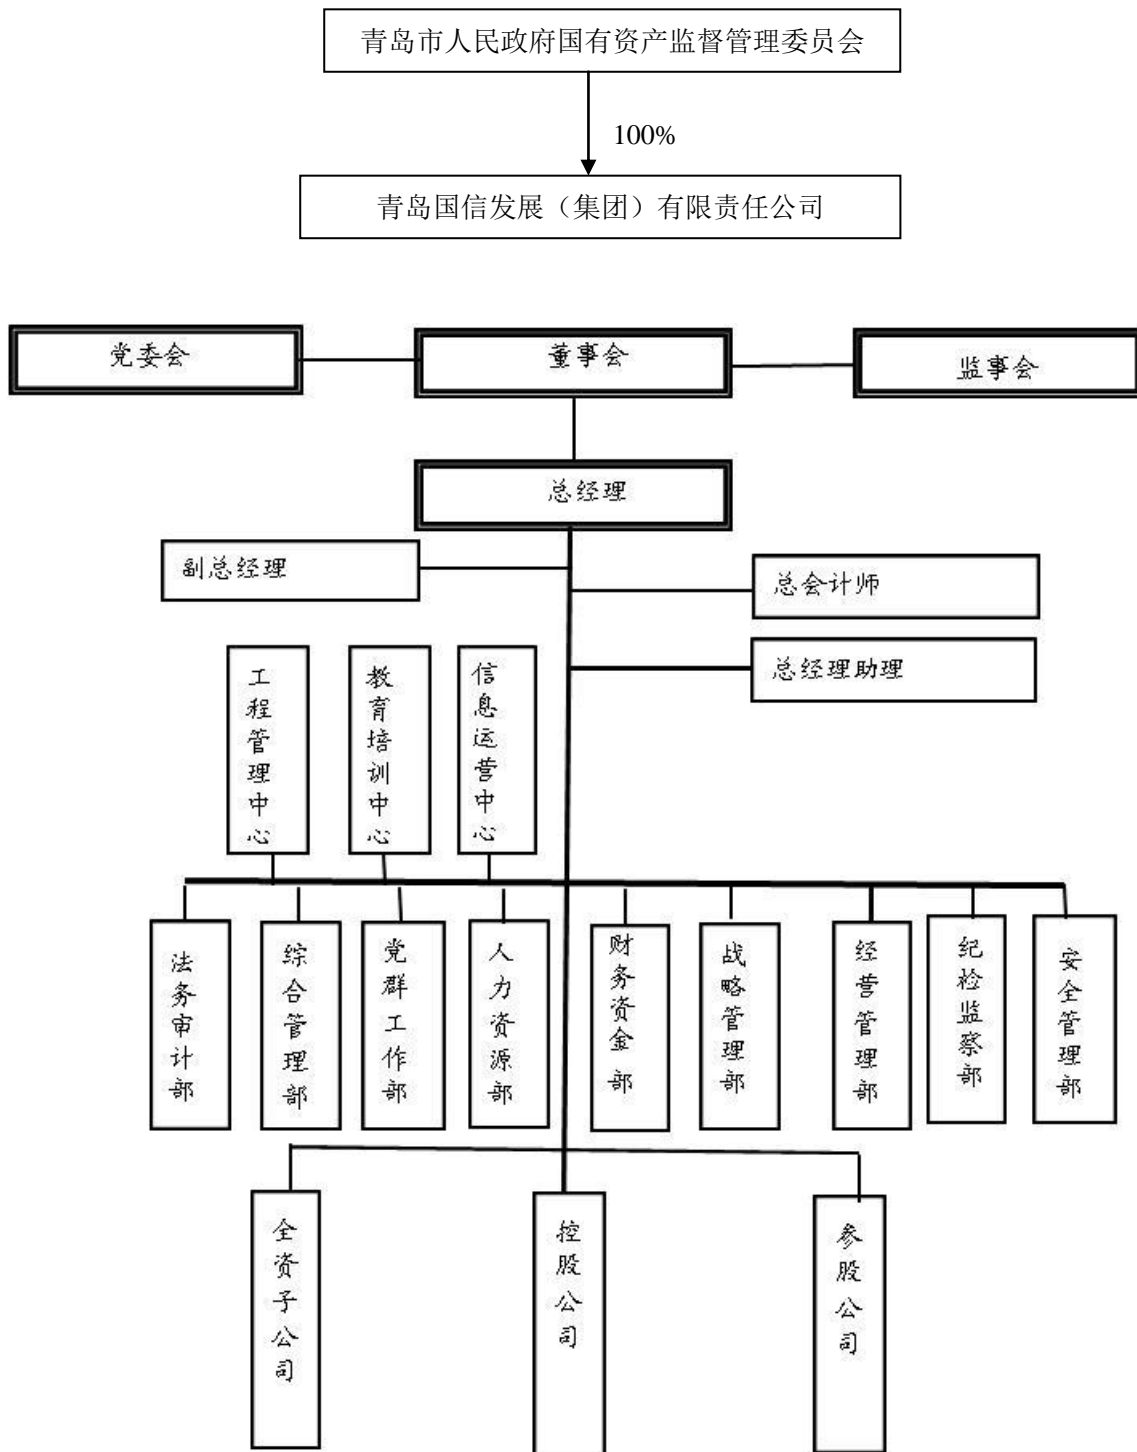 青岛市人民政府国有资产监督管理委员会
100%
青岛国信发展（集团）有限责任公司
党委会
董事会
监事会
总经理
副总经理
总会计师
总经理助理
工程管理中心
教育培训中心
信息运营中心
法务审计部
综合管理部
党群工作部
人力资源部
财务资金部
战略管理部
经营管理部
纪检监察部
安全管理部
全资子公司
控股公司
参股公司